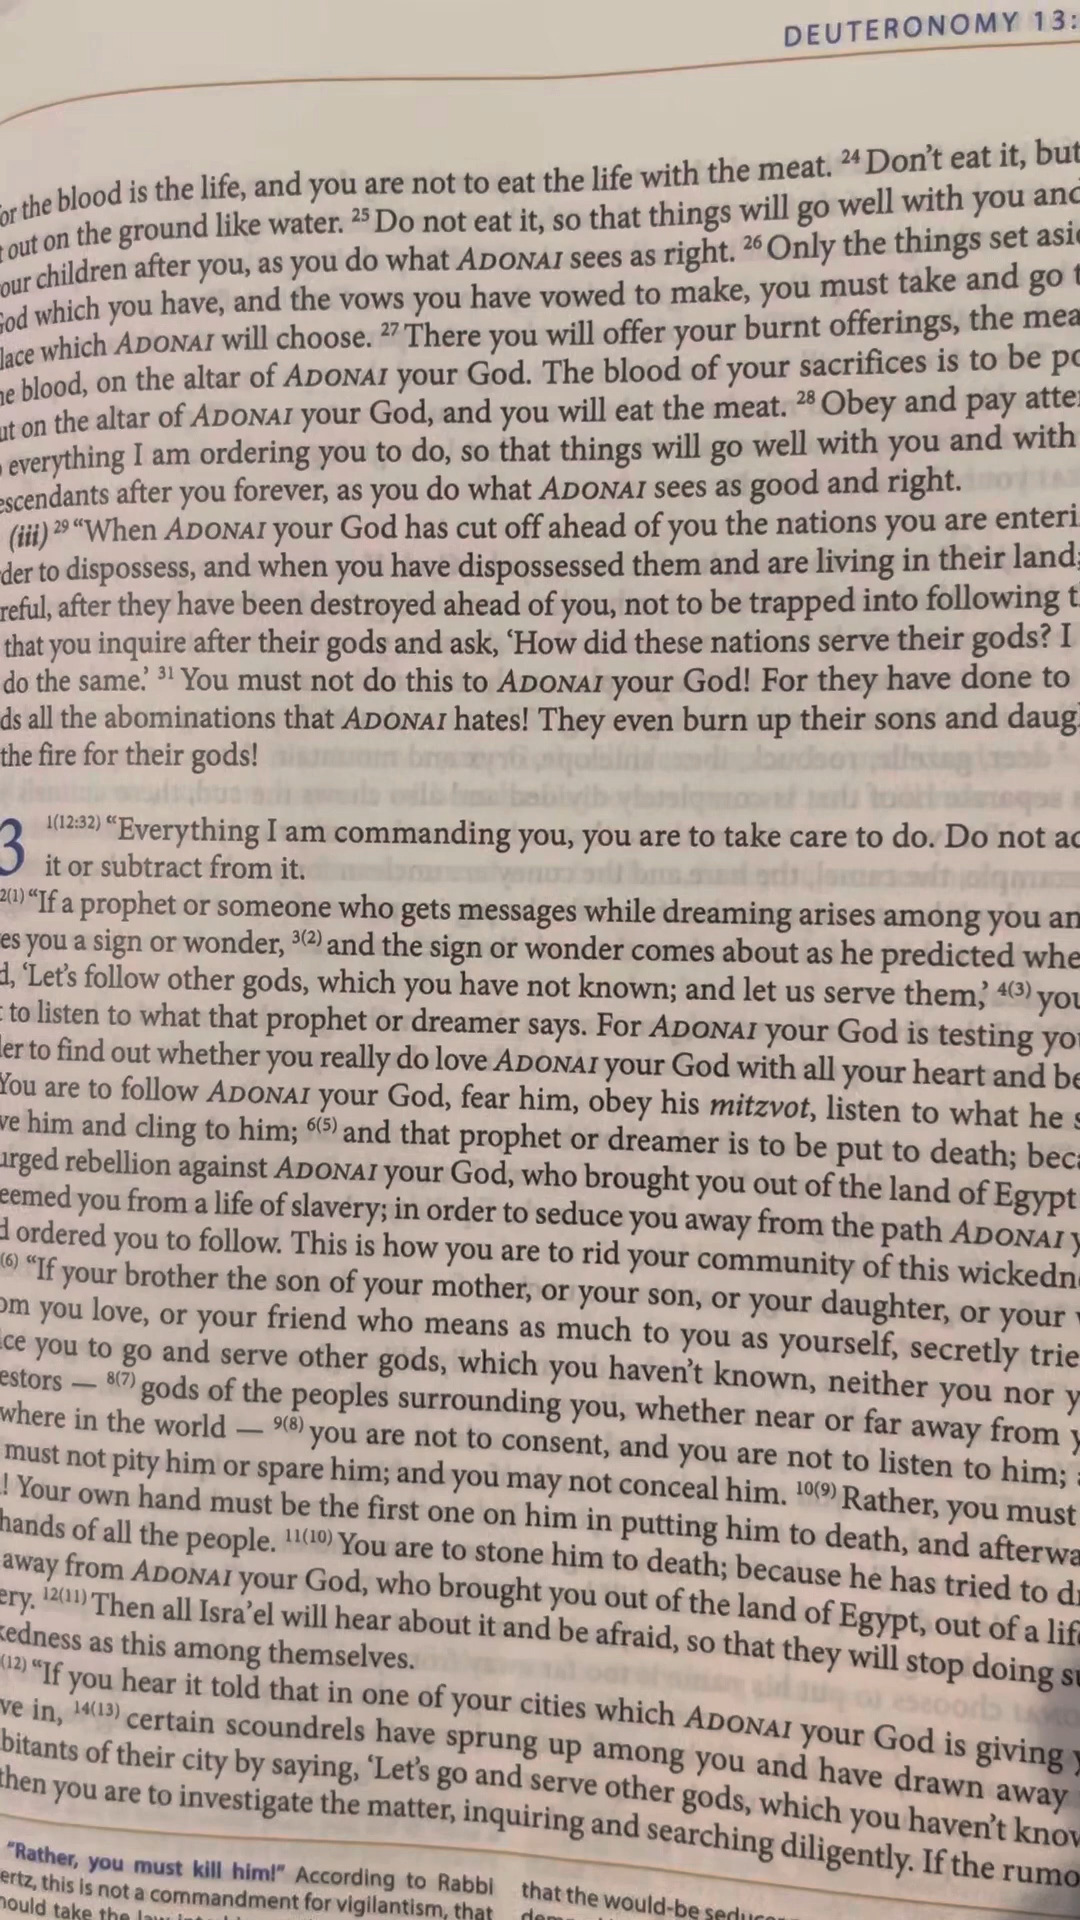 DEUTERONOMY 13:
or the blood is the life, and you are not to eat the life with the meat. 24 Don't eat it, but
out on the ground like water. 25 Do not eat it, so that things will go well with you and
our children after you, as you do what ADONAI sees as right. 26 Only the things set asi
God which you have, and the vows you have vowed to make, you must take and go t
lace which ADONAI will choose. 27 There you will offer your burnt offerings, the mea
he blood, on the altar of ADONAI your God. The blood of your sacrifices is to be po
ut on the altar of ADONAI your God, and you will eat the meat. 28 Obey and pay atte
everything I am ordering you to do, so that things will go well with you and with
escendants after you forever, as you do what ADONAI sees as good and right.
(iii) 29 “When ADONAI your God has cut off ahead of you the nations you are enteri
der to dispossess, and when you have dispossessed them and are living in their land;
reful, after they have been destroyed ahead of you, not to be trapped into following t
that you inquire after their gods and ask, ‘How did these nations serve their gods? I
do the same.’ 31 You must not do this to ADONAI your God! For they have done to
ds all the abominations that ADONAI hates! They even burn up their sons and daug
the fire for their gods!
3 1(12:32) “Everything I am commanding you, you are to take care to do. Do not ad
it or subtract from it.
2(1) “If a prophet or someone who gets messages while dreaming arises among you an
es you a sign or wonder, 3(2) and the sign or wonder comes about as he predicted whe
d, ‘Let's follow other gods, which you have not known; and let us serve them,’ 4(3) you
to listen to what that prophet or dreamer says. For ADONAI your God is testing yo
er to find out whether you really do love ADONAI your God with all your heart and be
You are to follow ADONAI your God, fear him, obey his mitzvot, listen to what he s
ve him and cling to him; 6(5) and that prophet or dreamer is to be put to death; beca
urged rebellion against ADONAI your God, who brought you out of the land of Egypt
eemed you from a life of slavery; in order to seduce you away from the path ADONAI y
d ordered you to follow. This is how you are to rid your community of this wickedn
(6) “If your brother the son of your mother, or your son, or your daughter, or your
om you love, or your friend who means as much to you as yourself, secretly trie
ce you to go and serve other gods, which you haven't known, neither you nor y
estors — 8(7) gods of the peoples surrounding you, whether near or far away from y
where in the world — 9(8) you are not to consent, and you are not to listen to him;
must not pity him or spare him; and you may not conceal him. 10(9) Rather, you must
! Your own hand must be the first one on him in putting him to death, and afterwa
hands of all the people. 11(10) You are to stone him to death; because he has tried to d
away from ADONAI your God, who brought you out of the land of Egypt, out of a lif
ery. 12(11) Then all Isra'el will hear about it and be afraid, so that they will stop doing su
kedness as this among themselves.
(12) “If you hear it told that in one of your cities which ADONAI your God is giving y
ve in, 14(13) certain scoundrels have sprung up among you and have drawn away
bitants of their city by saying, ‘Let's go and serve other gods, which you haven't know
then you are to investigate the matter, inquiring and searching diligently. If the rumo
“Rather, you must kill him!” According to Rabbi
ertz, this is not a commandment for vigilantism, that
hould take the law
that the would-be seduc